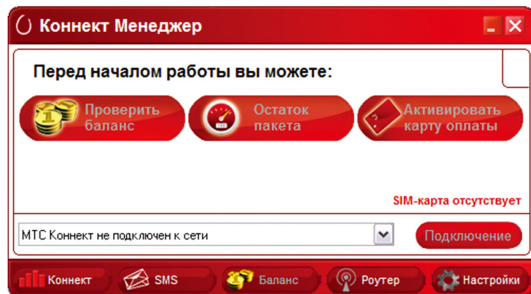 Коннект Менеджер
Перед началом работы вы можете:
Проверить
баланс
Остаток
пакета
Активировать
карту оплаты
SIM-карта отсутствует
МТС Коннект не подключен к сети
Подключение
Коннект
SMS
Баланс
Роутер
Настройки